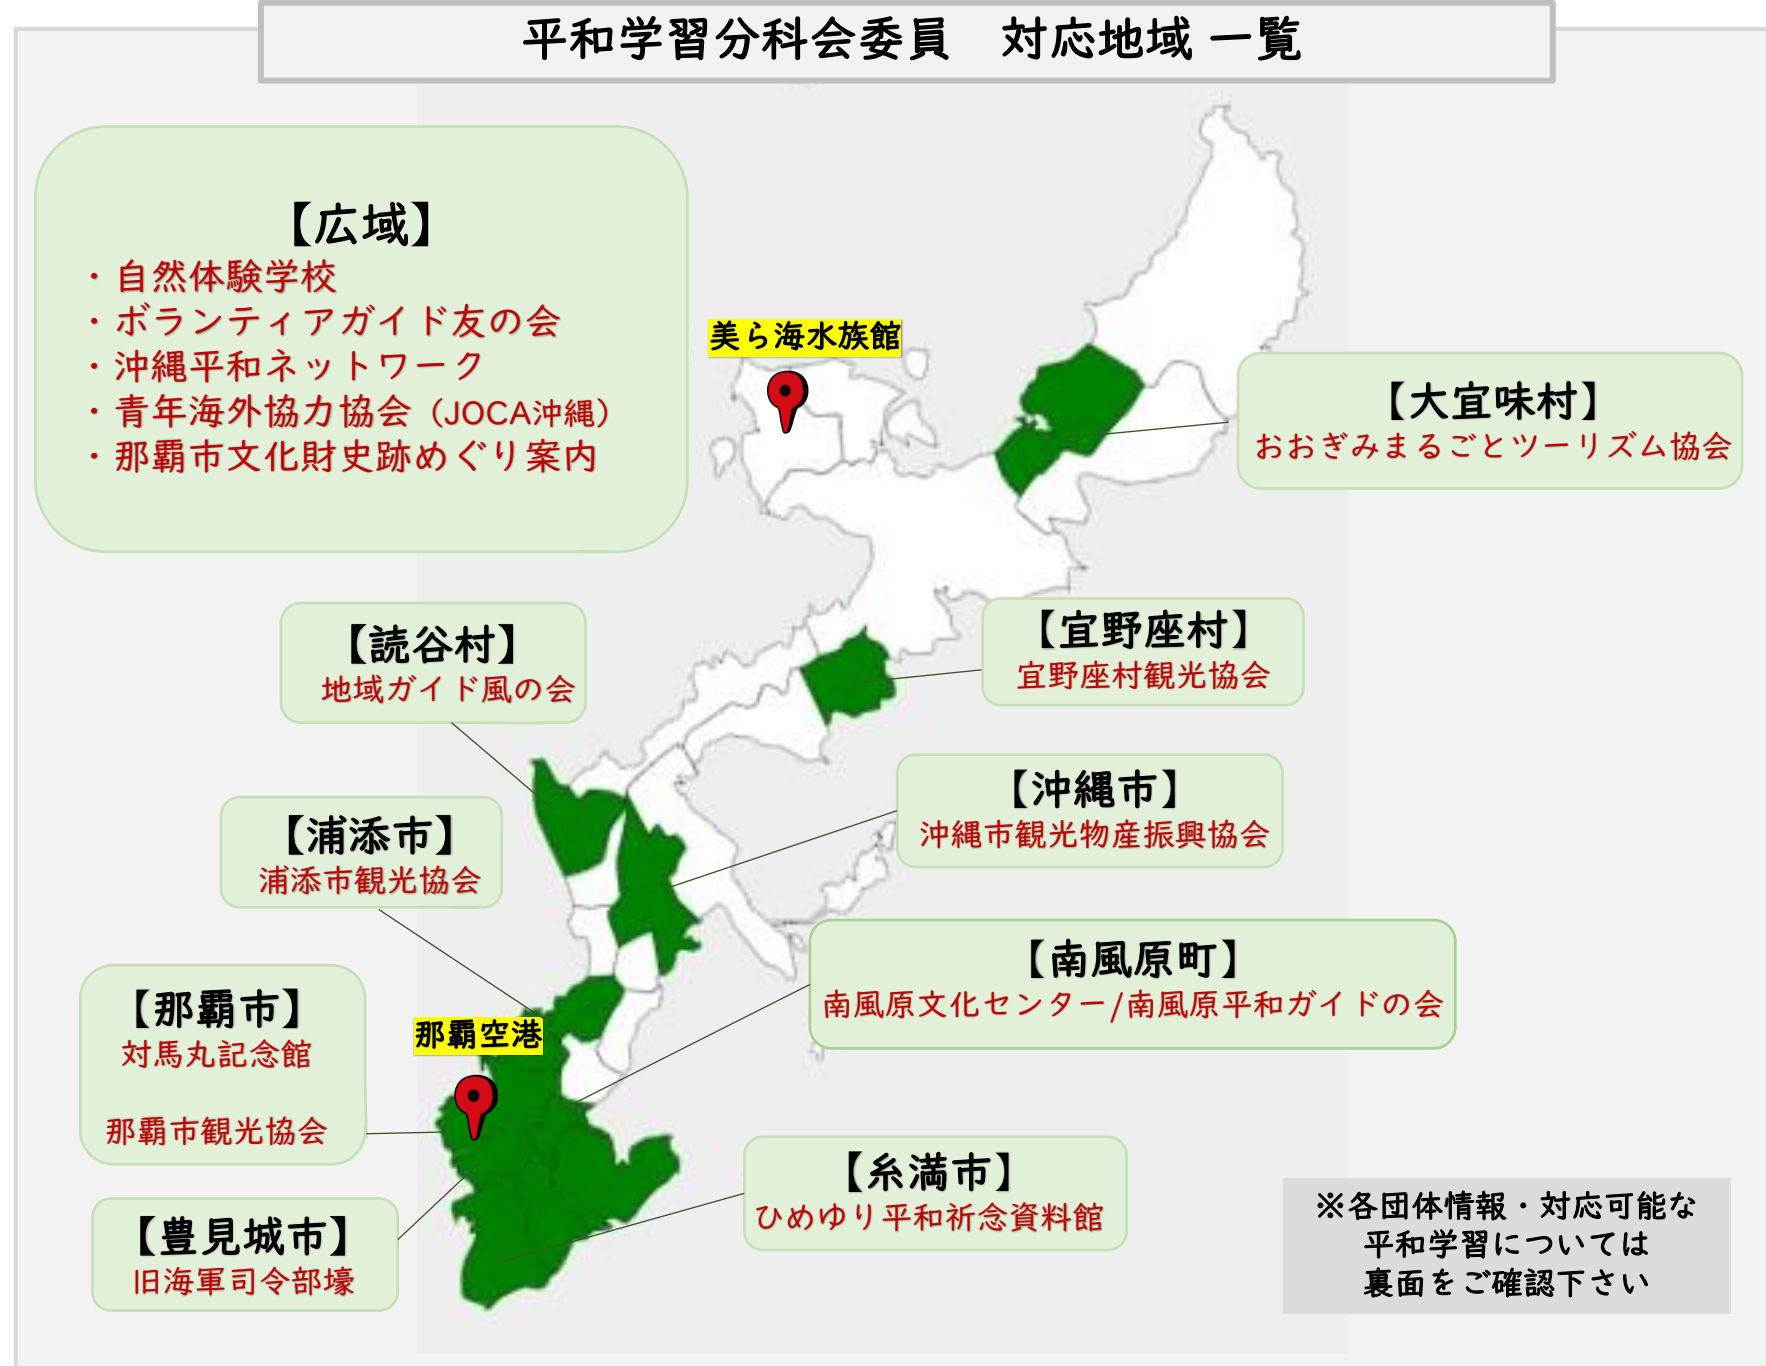 平和学習分科会委員　対応地域 一覧
【広域】
・自然体験学校
・ボランティアガイド友の会
・沖縄平和ネットワーク
・青年海外協力協会（JOCA沖縄）
・那覇市文化財史跡めぐり案内
美ら海水族館
【大宜味村】
おおぎみまるごとツーリズム協会
【読谷村】
地域ガイド風の会
【宜野座村】
宜野座村観光協会
【浦添市】
浦添市観光協会
【沖縄市】
沖縄市観光物産振興協会
【那覇市】
対馬丸記念館
那覇市観光協会
那覇空港
【南風原町】
南風原文化センター/南風原平和ガイドの会
【豊見城市】
旧海軍司令部壕
【糸満市】
ひめゆり平和祈念資料館
※各団体情報・対応可能な
平和学習については
裏面をご確認下さい